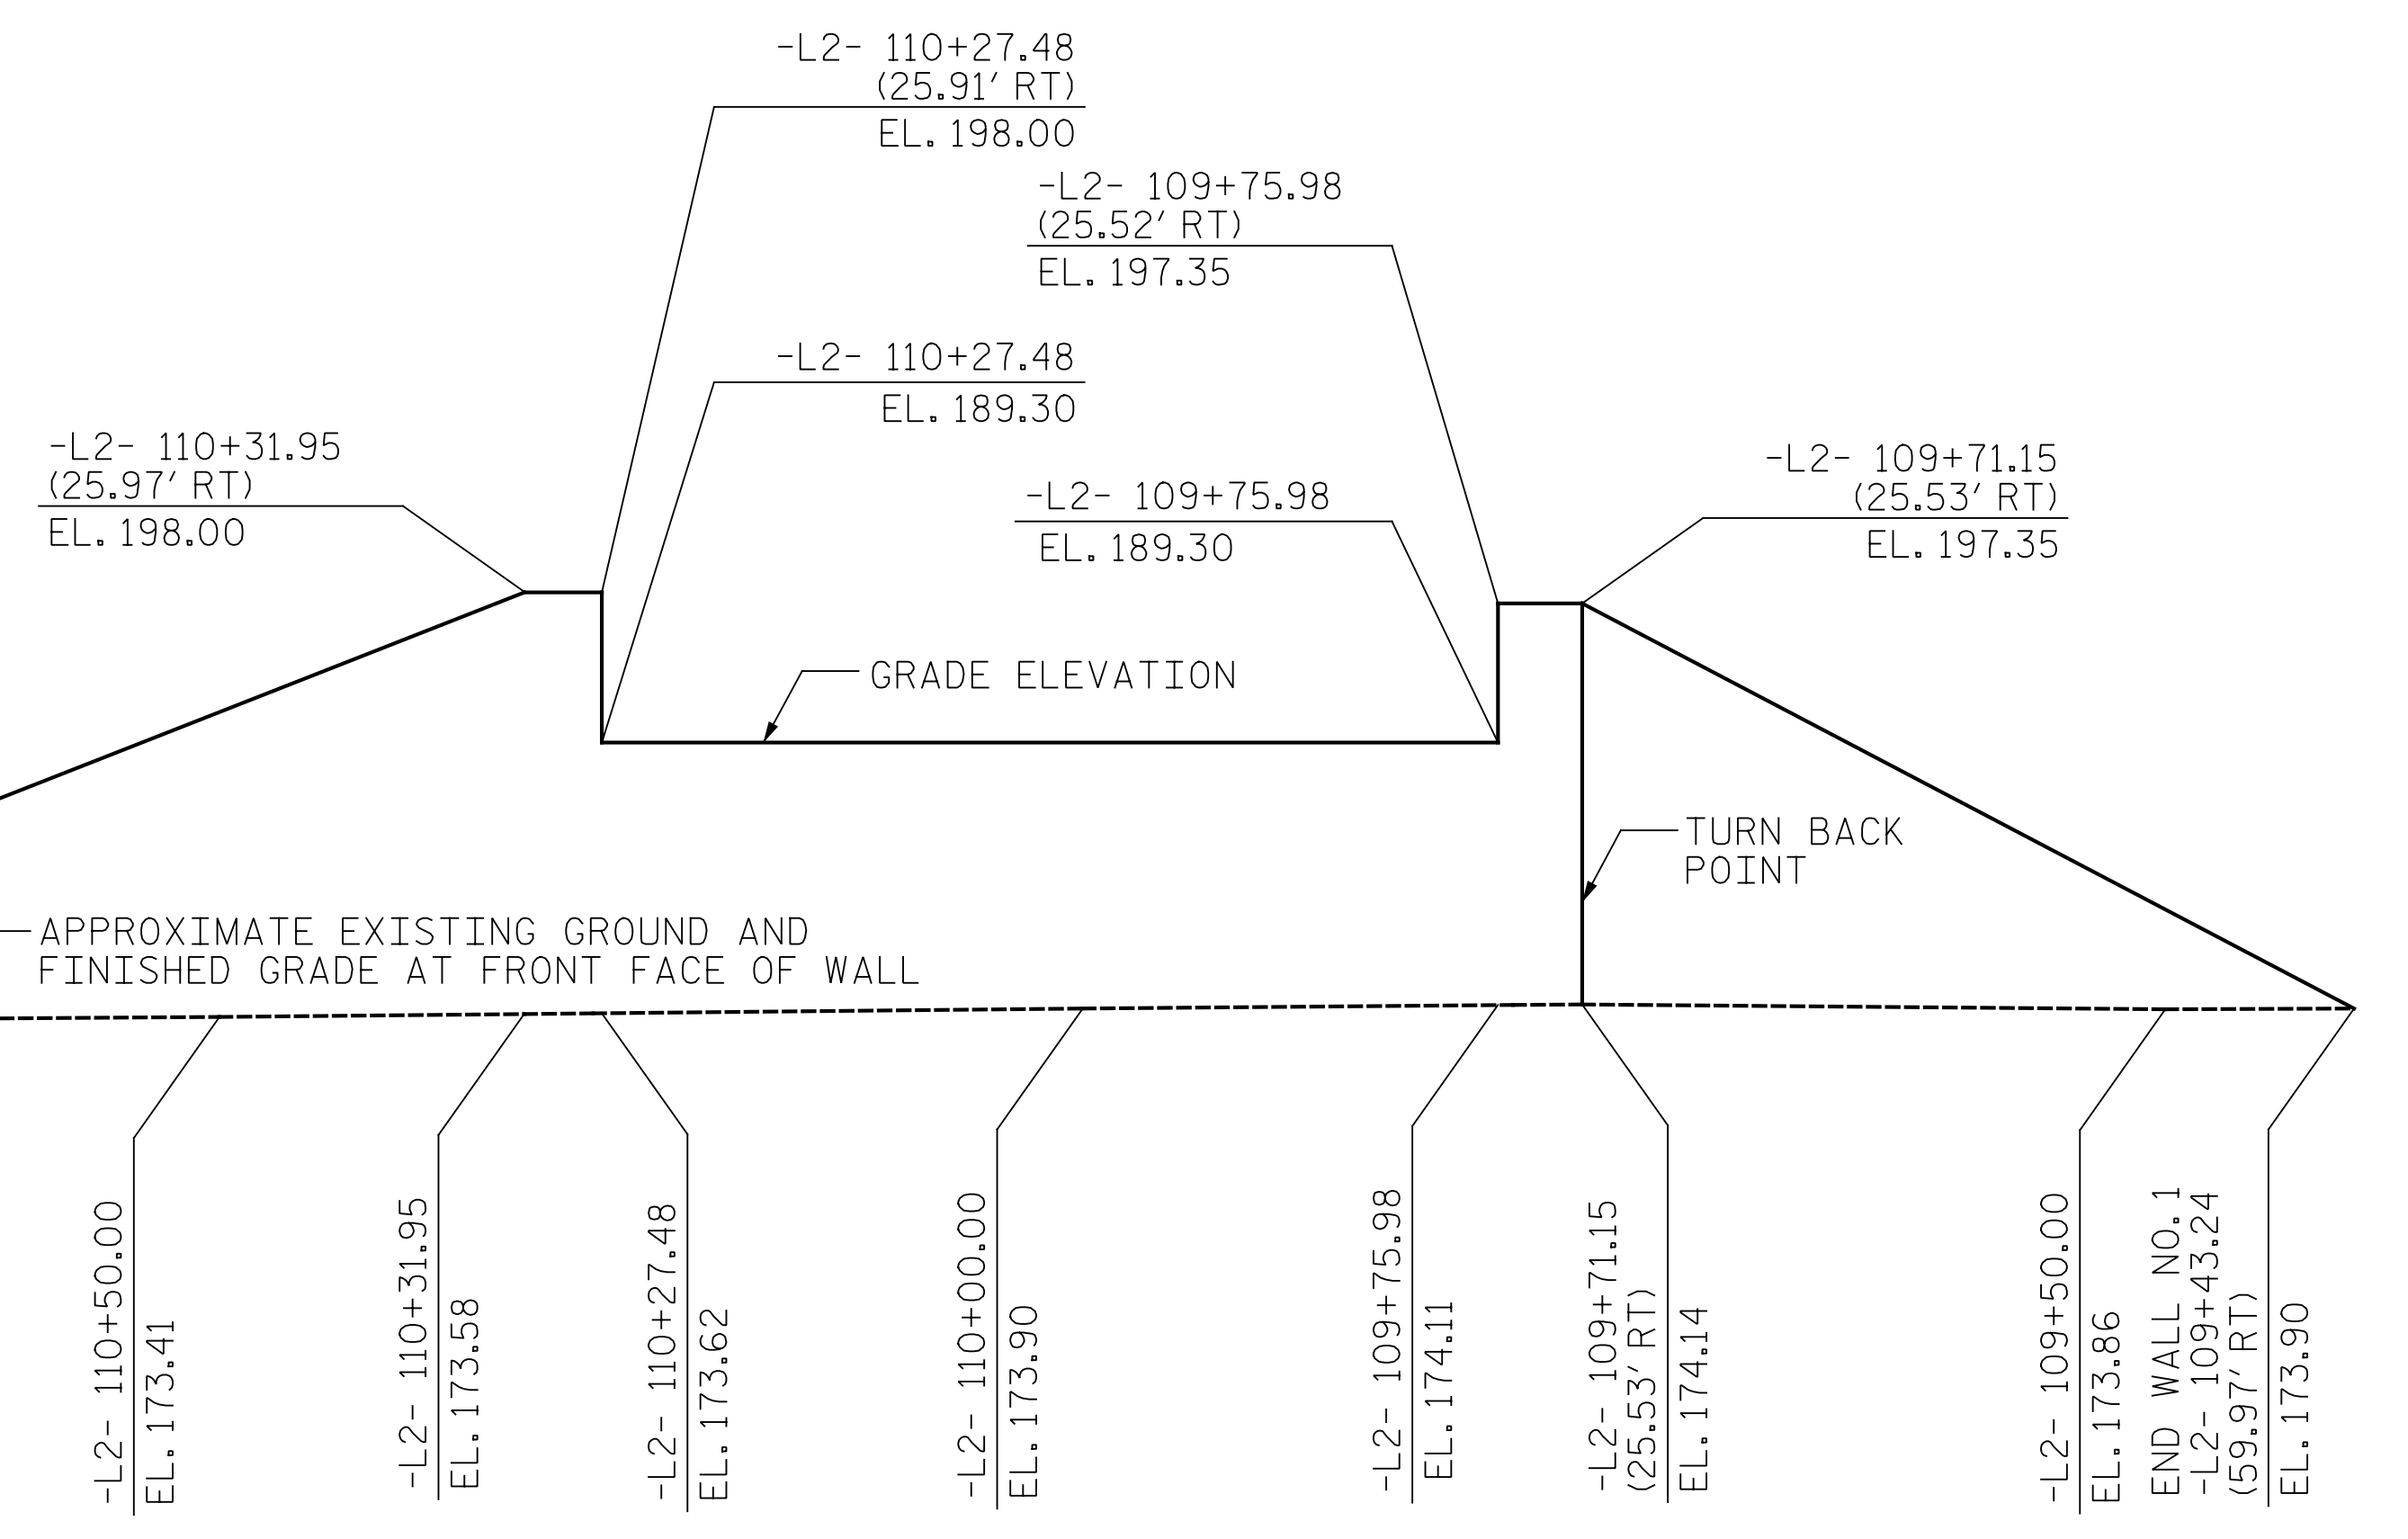 -L2- 110+27.48
(25.91' RT)
EL. 198.00
-L2- 109+75.98
(25.52' RT)
EL. 197.35
-L2- 110+27.48
EL. 189.30
-L2- 110+31.95
(25.97' RT)
EL. 198.00
-L2- 109+75.98
EL. 189.30
-L2- 109+71.15
(25.53' RT)
EL. 197.35
GRADE ELEVATION
TURN BACK
POINT
APPROXIMATE EXISTING GROUND AND
FINISHED GRADE AT FRONT FACE OF WALL
-L2- 110+50.00
EL. 173.41
-L2- 110+31.95
EL. 173.58
-L2- 110+27.48
EL. 173.62
-L2- 110+00.00
EL. 173.90
-L2- 109+75.98
EL. 174.11
-L2- 109+71.15
(25.53' RT)
EL. 174.14
-L2- 109+50.00
EL. 173.86
END WALL NO. 1
-L2- 109+43.24
(59.97' RT)
EL. 173.90